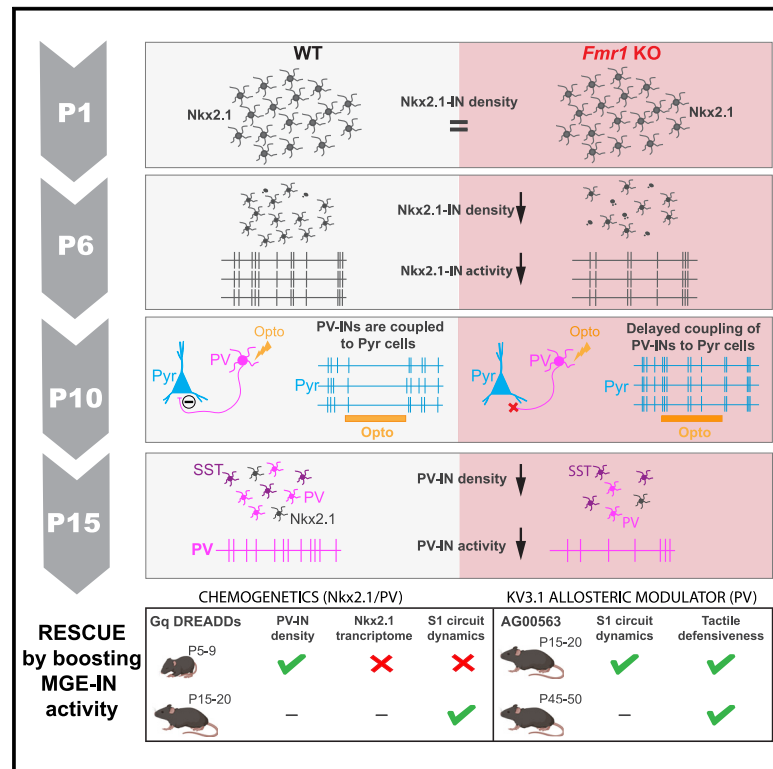 WT
Fmr1 KO
P1
Nkx2.1
Nkx2.1-IN density
=
Nkx2.1
P6
Nkx2.1-IN density
Nkx2.1-IN activity
P10
Opto
PV
Pyr
PV-INs are coupled
to Pyr cells
Pyr
Opto
Opto
PV
Pyr
Delayed coupling of
PV-INs to Pyr cells
Pyr
Opto
P15
SST
PV
Nkx2.1
PV
PV-IN density
PV-IN activity
SST
PV
RESCUE
by boosting
MGE-IN
activity
CHEMOGENETICS (Nkx2.1/PV)
KV3.1 ALLOSTERIC MODULATOR (PV)
Gq DREADDs
PV-IN
density
Nkx2.1
trancriptome
S1 circuit
dynamics
AG00563
S1 circuit
dynamics
Tactile
defensiveness
P5-9
✓ ✗ ✗
P15-20
✓ ✓
P15-20
– – ✓
P45-50
– ✓